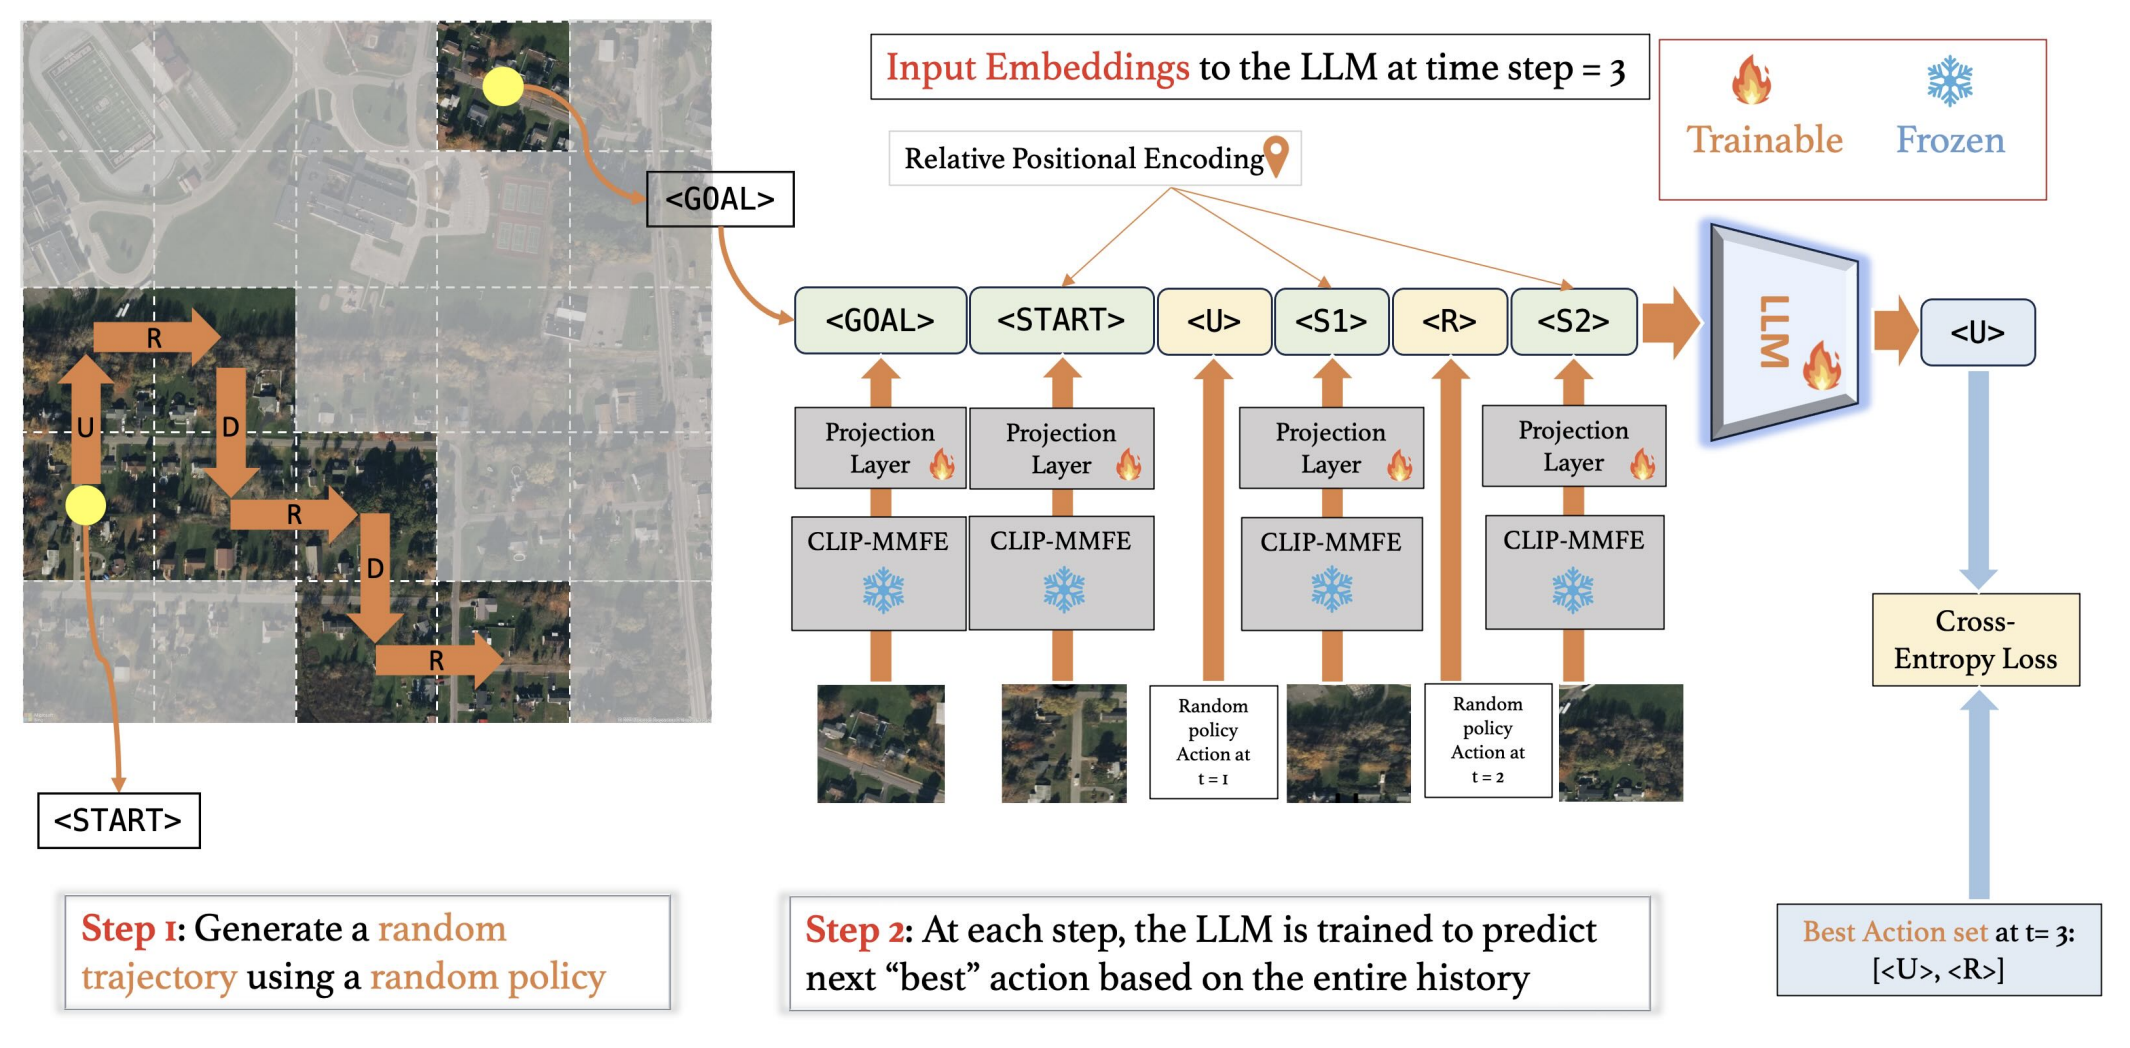 Input Embeddings to the LLM at time step = 3
Trainable
Frozen
Relative Positional Encoding
<GOAL>
<GOAL>
<START>
<U>
<S1>
<R>
<S2>
LLM
<U>
R
U
D
R
D
R
Projection
Layer
Projection
Layer
Projection
Layer
Projection
Layer
CLIP-MMFE
CLIP-MMFE
CLIP-MMFE
CLIP-MMFE
Random
policy
Action at
t = 1
Random
policy
Action at
t = 2
Cross-
Entropy Loss
<START>
Step 1: Generate a random
trajectory using a random policy
Step 2: At each step, the LLM is trained to predict
next “best” action based on the entire history
Best Action set at t= 3:
[<U>, <R>]